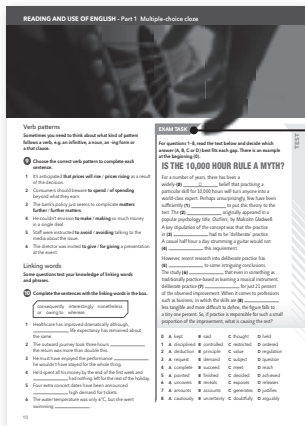 READING AND USE OF ENGLISH - Part 1 Multiple-choice cloze
Verb patterns
Sometimes you need to think about what kind of pattern
follows a verb, e.g. an infinitive, a noun, an -ing form or
a that clause.
9 Choose the correct verb pattern to complete each
sentence.
1 It's anticipated that prices will rise / prices rising as a result
of the decision.
2 Consumers should beware to spend / of spending
beyond what they earn.
3 The bank's policy just seems to complicate matters
further / further matters.
4 He couldn't envision to make / making so much money
in a single deal.
5 Staff were instructed to avoid / avoiding talking to the
media about the issue.
6 The director was invited to give / for giving a presentation
at the event.
Linking words
Some questions test your knowledge of linking words
and phrases.
10 Complete the sentences with the linking words in the box.
consequently interestingly nonetheless
or owing to whereas
1 Healthcare has improved dramatically although,
________, life expectancy has remained about
the same.
2 The outward journey took three hours ________
the return was more than double this.
3 He must have enjoyed the performance ________
he wouldn't have stayed for the whole thing.
4 He'd spent all his money by the end of the first week and
________ had nothing left for the rest of the holiday.
5 Four extra concert dates have been announced
________ high demand for tickets.
6 The water temperature was only 6°C, but she went
swimming ________.
10
EXAM TASK
TEST
For questions 1–8, read the text below and decide which
answer (A, B, C or D) best fits each gap. There is an example
at the beginning (0).
IS THE 10,000 HOUR RULE A MYTH?
For a number of years, there has been a
widely (0) D belief that practising a
particular skill for 10,000 hours will turn anyone into a
world-class expert. Perhaps unsurprisingly, few have been
sufficiently (1) ________ to put this theory to the
test. The (2) ________ originally appeared in a
popular psychology title, Outliers, by Malcolm Gladwell.
A key stipulation of the concept was that the practice
in (3) ________ had to be 'deliberate' practice.
A casual half hour a day strumming a guitar would not
(4) ________ this requirement.
However, recent research into deliberate practice has
(5) ________ to some intriguing conclusions.
The study (6) ________ that even in something as
traditionally practice-based as learning a musical instrument,
deliberate practice (7) ________ for just 21 percent
of the observed improvement. When it comes to professions
such as business, in which the skills are (8) ________
less tangible and more difficult to define, the figure falls to
a tiny one percent. So, if practice is responsible for such a small
proportion of the improvement, what is causing the rest?
0 A kept B said C thought D held
1 A disciplined B controlled C restricted D ordered
2 A deduction B principle C value D regulation
3 A request B demand C subject D question
4 A complete B succeed C meet D reach
5 A pointed B finished C decided D achieved
6 A uncovers B reveals C exposes D releases
7 A amounts B accounts C generates D justifies
8 A cautiously B unusually C doubtfully D arguably